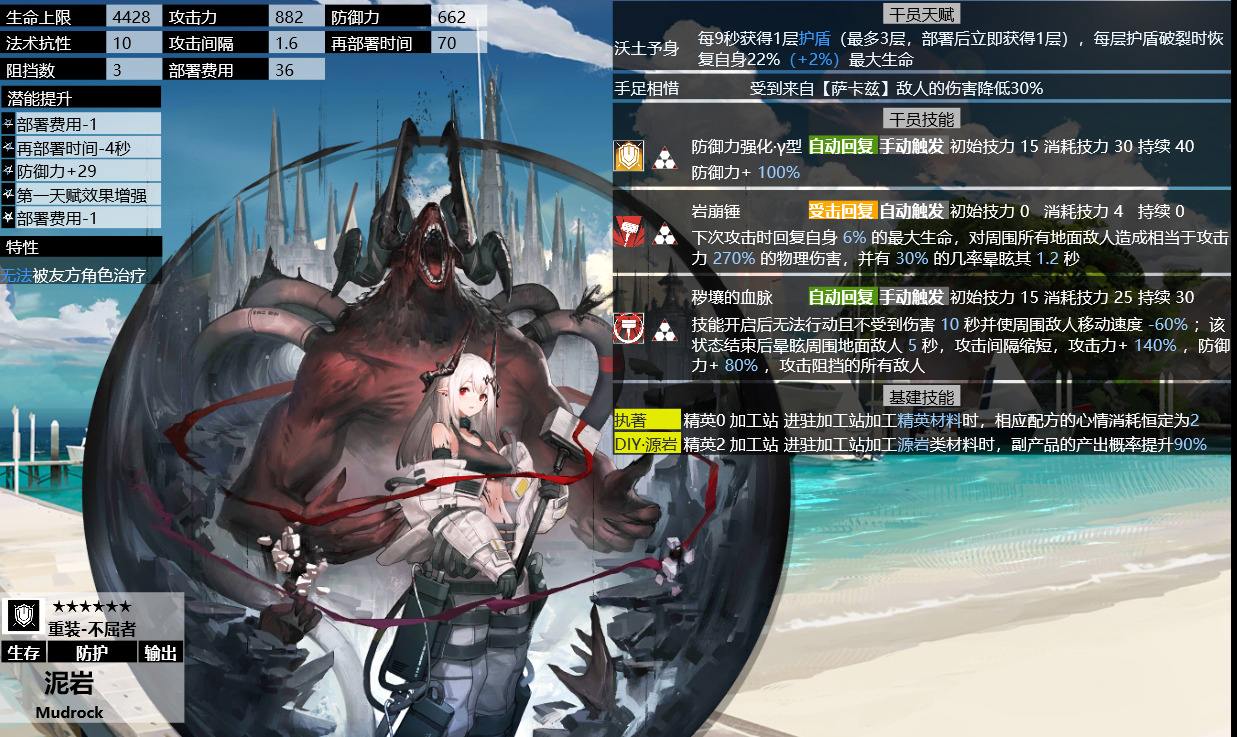 生命上限 4428 攻击力 882 防御力 662
法术抗性 10 攻击间隔 1.6 再部署时间 70
阻挡数 3 部署费用 36
潜能提升
部署费用-1
再部署时间-4秒
防御力+29
第一天赋效果增强
部署费用-1
特性
无法被友方角色治疗
★★★★★★
重装-不屈者
生存 防护 输出
泥岩
Mudrock
干员天赋
沃土予身 每9秒获得1层护盾（最多3层，部署后立即获得1层），每层护盾破裂时恢
复自身22%（+2%）最大生命
手足相惜 受到来自【萨卡兹】敌人的伤害降低30%
干员技能
防御力强化·γ型 自动回复 手动触发 初始技力 15 消耗技力 30 持续 40
防御力+ 100%
岩崩锤 受击回复 自动触发 初始技力 0 消耗技力 4 持续 0
下次攻击时回复自身 6% 的最大生命，对周围所有地面敌人造成相当于攻击
力 270% 的物理伤害，并有 30% 的几率晕眩其 1.2 秒
秽壤的血脉 自动回复 手动触发 初始技力 15 消耗技力 25 持续 30
技能开启后无法行动且不受到伤害 10 秒并使周围敌人移动速度 -60% ；该
状态结束后晕眩周围地面敌人 5 秒，攻击间隔缩短，攻击力+ 140% ，防御
力+ 80% ，攻击阻挡的所有敌人
基建技能
执著 精英0 加工站 进驻加工站加工精英材料时，相应配方的心情消耗恒定为2
DIY·源岩 精英2 加工站 进驻加工站加工源岩类材料时，副产品的产出概率提升90%